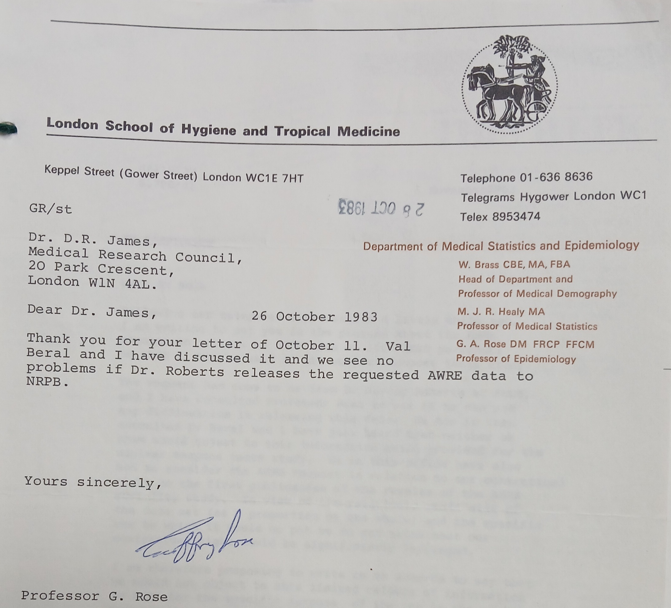 London School of Hygiene and Tropical Medicine
Keppel Street (Gower Street) London WC1E 7HT
Telephone 01-636 8636
Telegrams Hygower London WC1
Telex 8953474
GR/st
26 OCT 1983
Dr. D.R. James,
Medical Research Council,
20 Park Crescent,
London W1N 4AL.
Department of Medical Statistics and Epidemiology
W. Brass CBE, MA, FBA
Head of Department and
Professor of Medical Demography
M. J. R. Healy MA
Professor of Medical Statistics
G. A. Rose DM FRCP FFCM
Professor of Epidemiology
Dear Dr. James,
26 October 1983
Thank you for your letter of October 11. Val
Beral and I have discussed it and we see no
problems if Dr. Roberts releases the requested AWRE data to
NRPB.
Yours sincerely,
Geoffrey Rose
Professor G. Rose